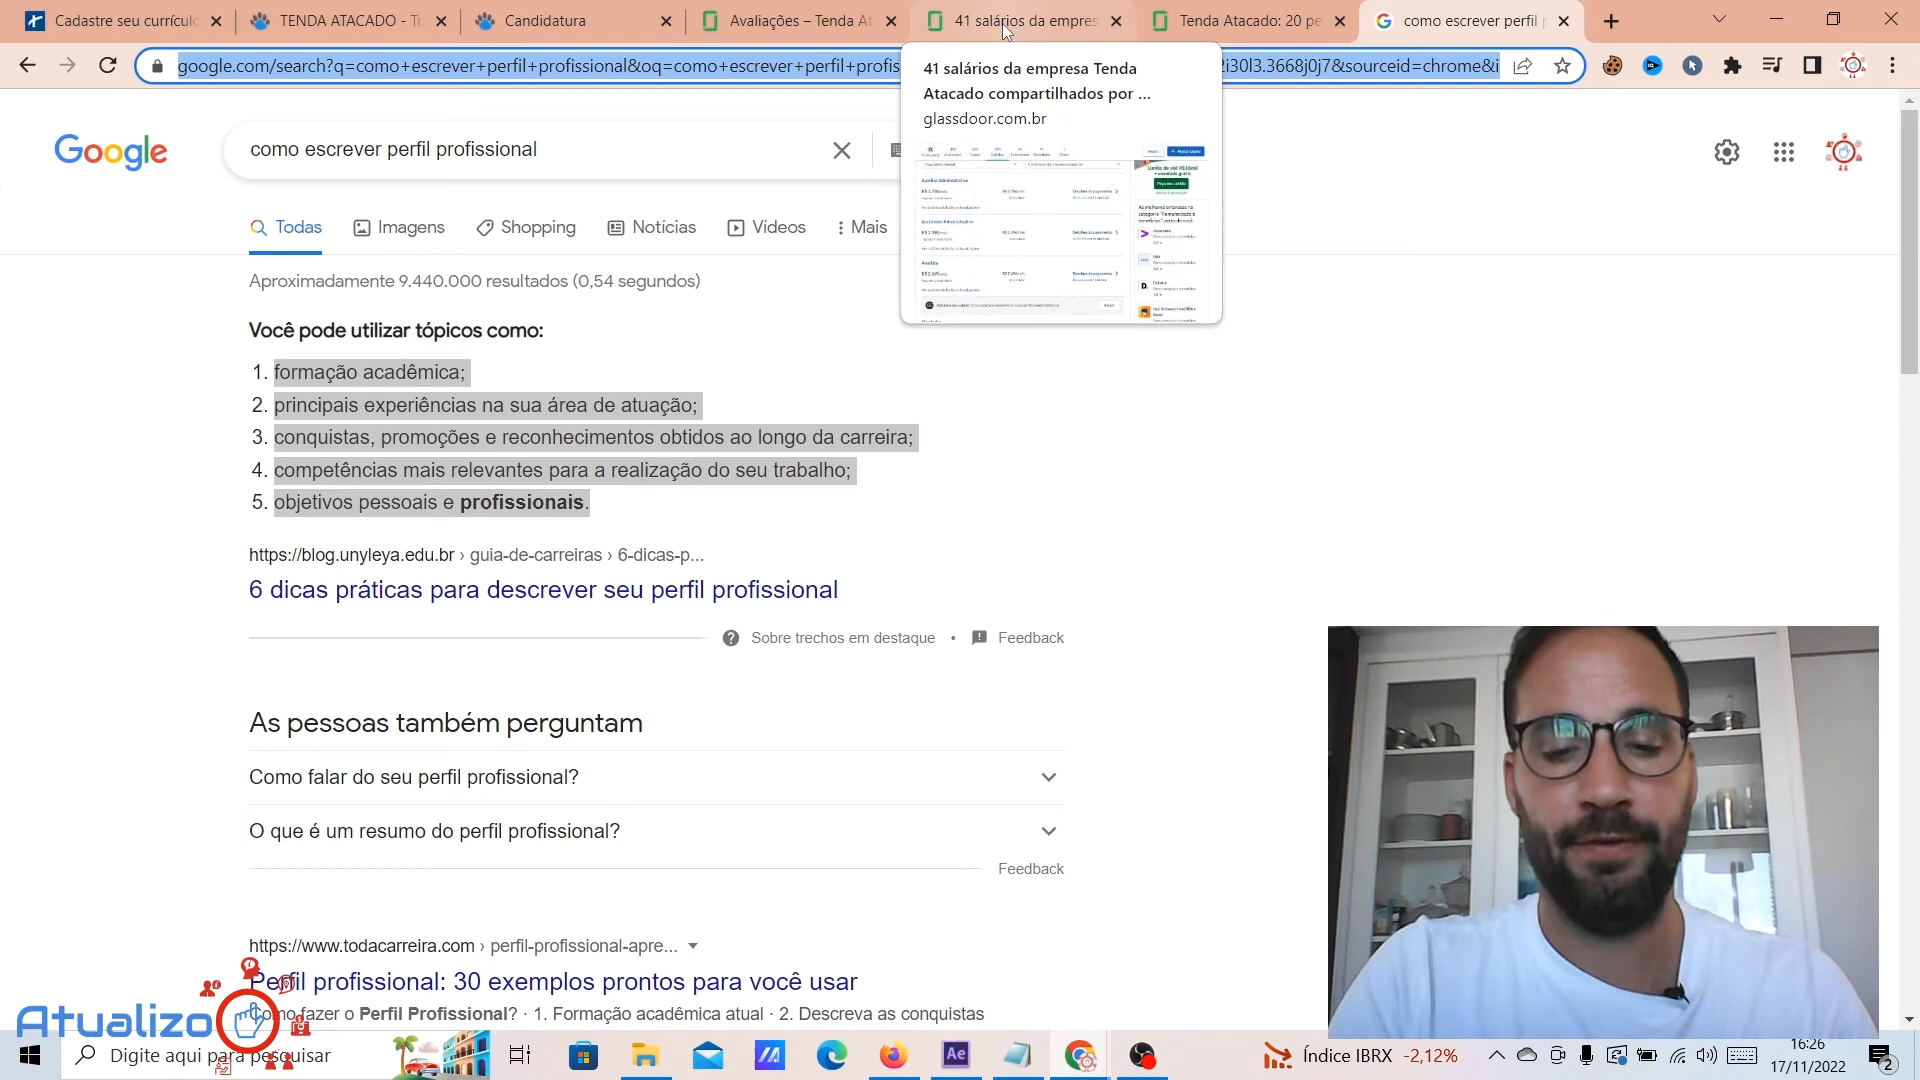 Cadastre seu currículo
TENDA ATACADO - Tr
Candidatura
Avaliações – Tenda At
41 salários da empres
Tenda Atacado: 20 pe
como escrever perfil p
google.com/search?q=como+escrever+perfil+profissional&oq=como+escrever+perfil+profis
2i30l3.3668j0j7&sourceid=chrome&i
41 salários da empresa Tenda
Atacado compartilhados por ...
glassdoor.com.br
Google
como escrever perfil profissional
Todas
Imagens
Shopping
Notícias
Vídeos
Mais
Aproximadamente 9.440.000 resultados (0,54 segundos)
Você pode utilizar tópicos como:
1. formação acadêmica;
2. principais experiências na sua área de atuação;
3. conquistas, promoções e reconhecimentos obtidos ao longo da carreira;
4. competências mais relevantes para a realização do seu trabalho;
5. objetivos pessoais e profissionais.
https://blog.unyleya.edu.br › guia-de-carreiras › 6-dicas-p...
6 dicas práticas para descrever seu perfil profissional
Sobre trechos em destaque • Feedback
As pessoas também perguntam
Como falar do seu perfil profissional?
O que é um resumo do perfil profissional?
Feedback
https://www.todacarreira.com › perfil-profissional-apre...
Perfil profissional: 30 exemplos prontos para você usar
Como fazer o Perfil Profissional? · 1. Formação acadêmica atual · 2. Descreva as conquistas
Atualizo
Digite aqui para pesquisar
Ae
Índice IBRX -2,12%
16:26
17/11/2022
2